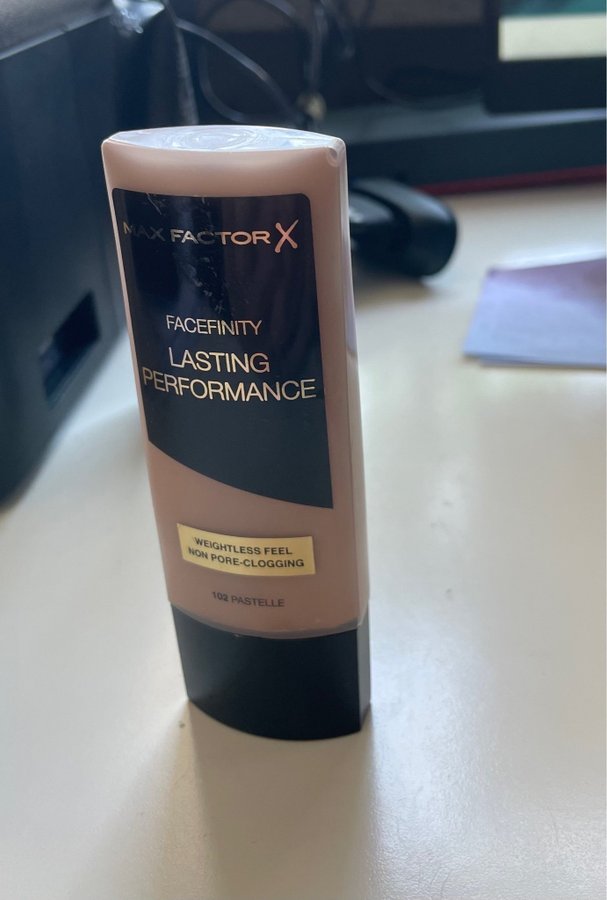 MAX FACTOR X
FACEFINITY
LASTING
PERFORMANCE
WEIGHTLESS FEEL
NON PORE-CLOGGING
102 PASTELLE